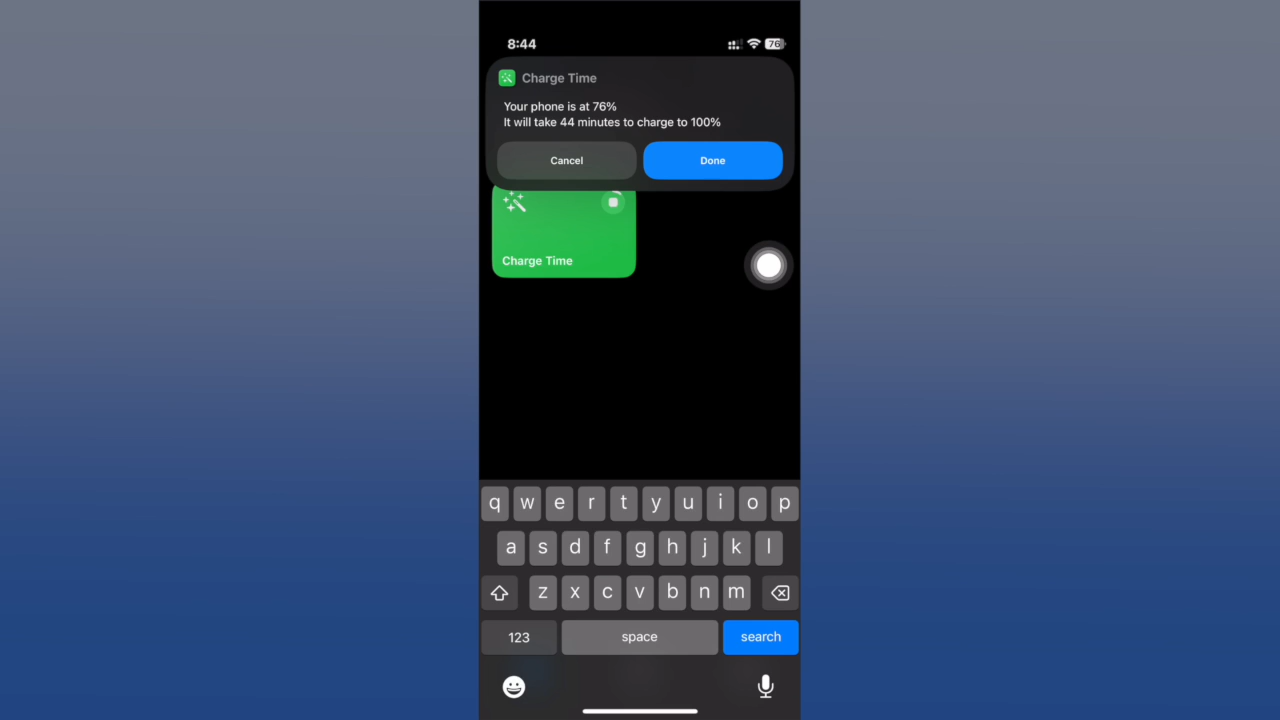 8:44
76
Charge Time
Your phone is at 76%
It will take 44 minutes to charge to 100%
Cancel
Done
Charge Time
q w e r t y u i o p
a s d f g h j k l
z x c v b n m
123
space
search